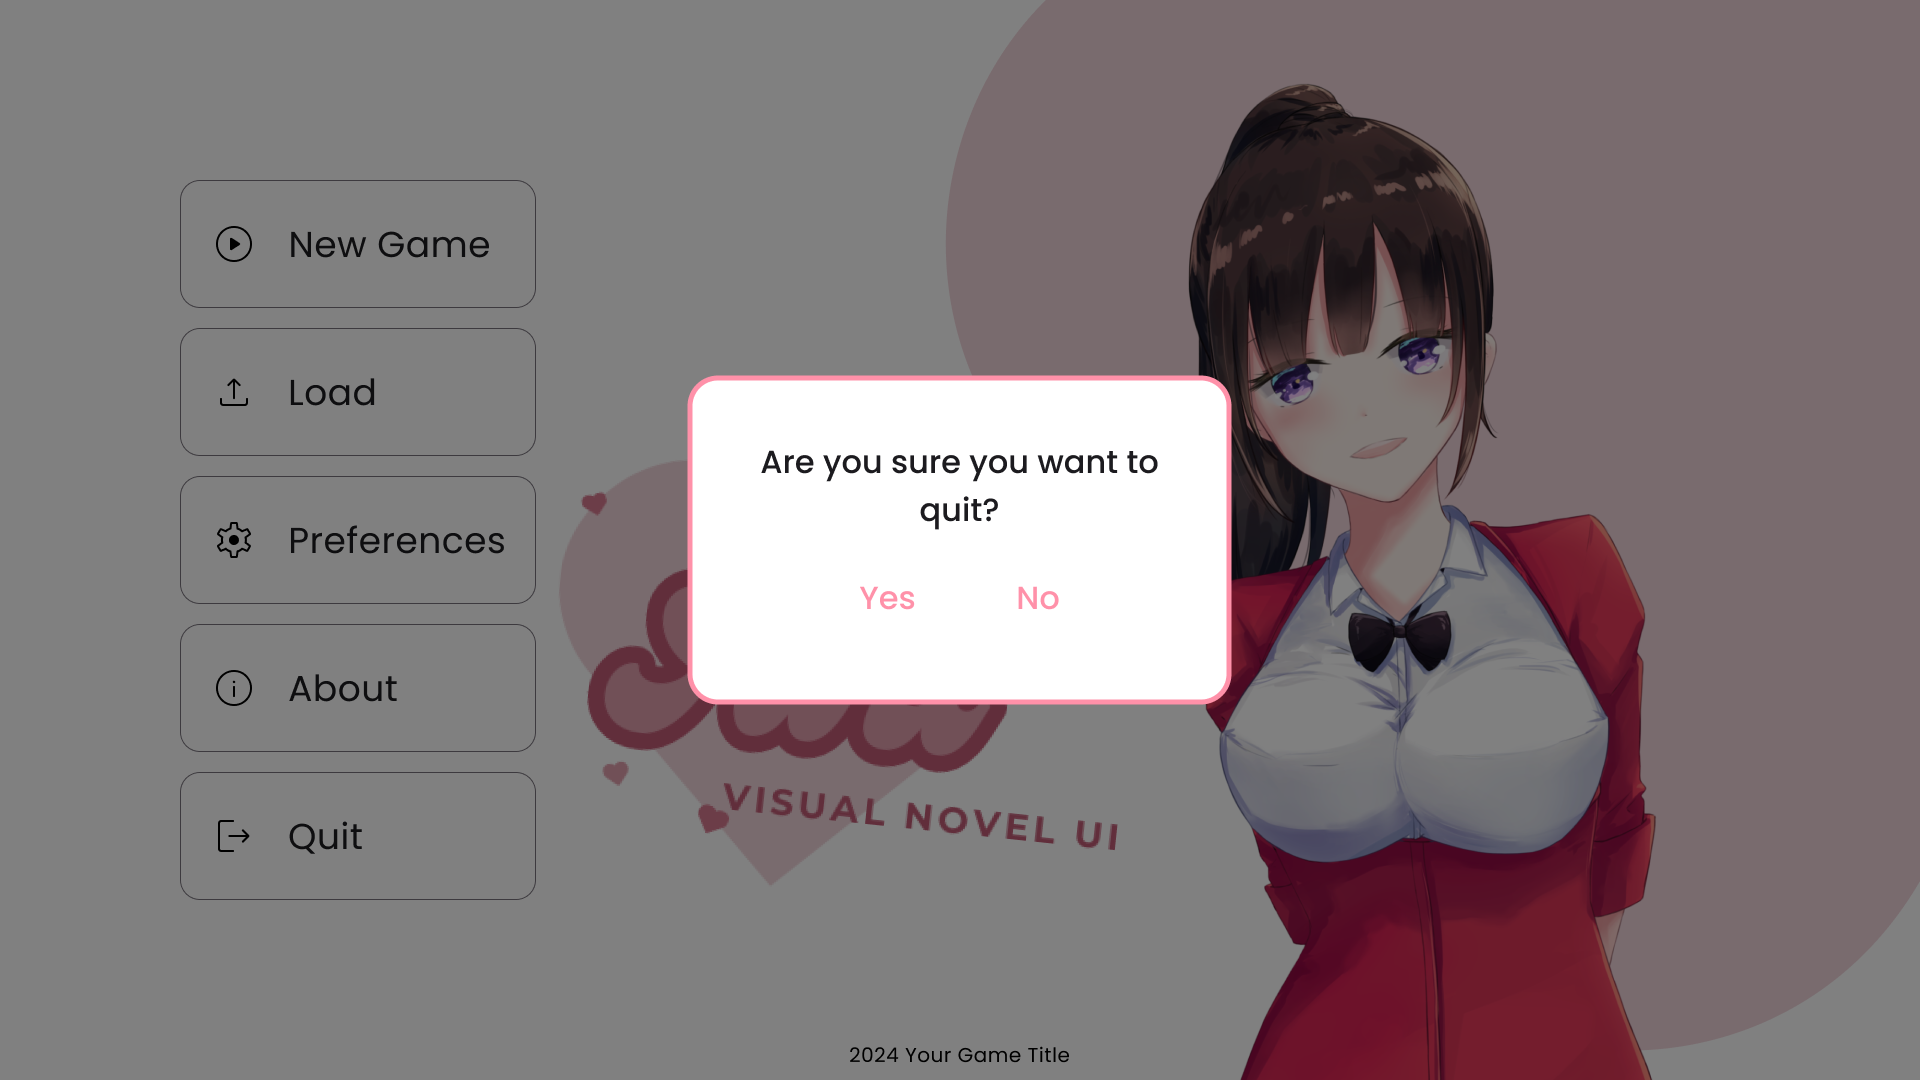 New Game
Load
Preferences
About
Quit
Are you sure you want to
quit?
Yes
No
VISUAL NOVEL UI
2024 Your Game Title